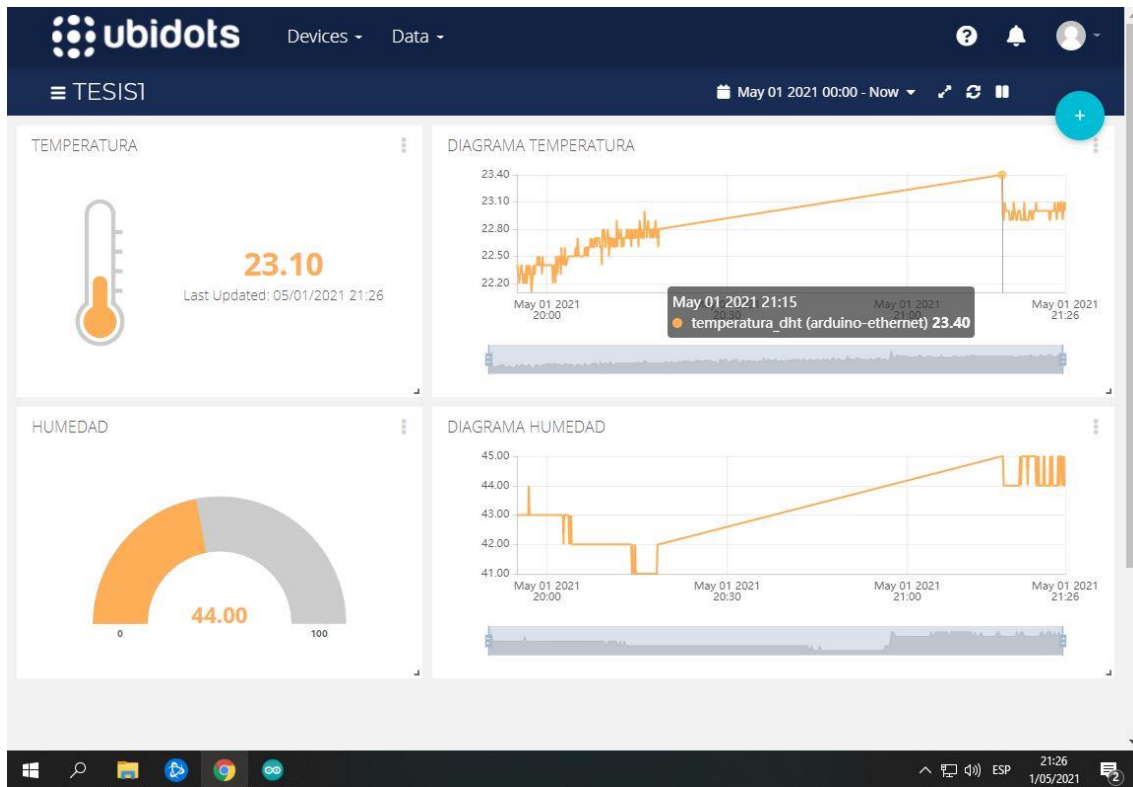 ubidots Devices Data
TESIS1 May 01 2021 00:00 - Now
+
TEMPERATURA
23.10
Last Updated: 05/01/2021 21:26
DIAGRAMA TEMPERATURA
23.40
23.10
22.80
22.50
22.20
May 01 2021 21:15
temperatura_dht (arduino-ethernet) 23.40
May 01 2021 May 01 2021 May 01 2021
20:00 20:30 21:00 21:26
HUMEDAD
44.00
0 100
DIAGRAMA HUMEDAD
45.00
44.00
43.00
42.00
41.00
May 01 2021 May 01 2021 May 01 2021 May 01 2021
20:00 20:30 21:00 21:26
ESP 21:26
1/05/2021
2